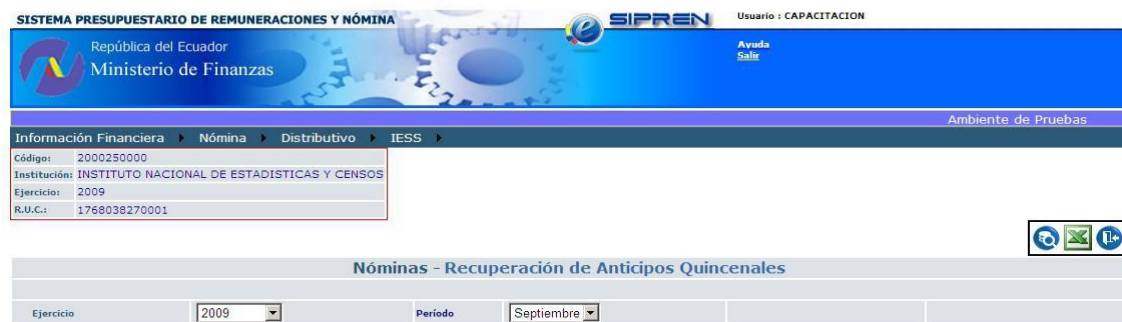 SISTEMA PRESUPUESTARIO DE REMUNERACIONES Y NÓMINA
e SIPREN
Usuario : CAPACITACION
República del Ecuador
Ministerio de Finanzas
Ayuda
Salir
Ambiente de Pruebas
Información Financiera Nómina Distributivo IESS
Código: 2000250000
Institución: INSTITUTO NACIONAL DE ESTADISTICAS Y CENSOS
Ejercicio: 2009
R.U.C.: 1768038270001
Nóminas - Recuperación de Anticipos Quincenales
Ejercicio 2009 Período Septiembre